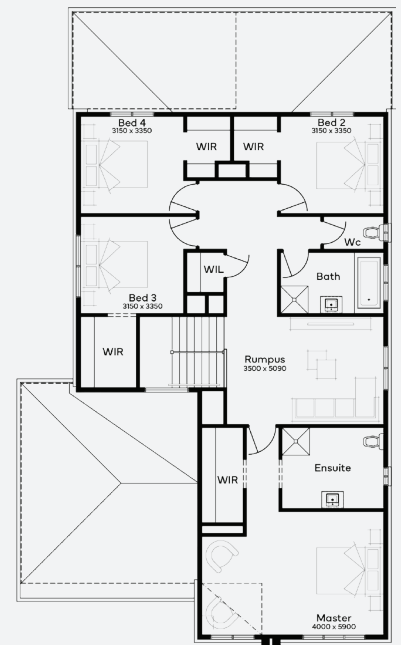 Bed 4
3150 x 3350
WIR
WIR
Bed 2
3150 x 3350
Wc
WIL
Bath
Bed 3
3150 x 3350
WIR
Rumpus
3500 x 5090
WIR
Ensuite
Master
4000 x 5900